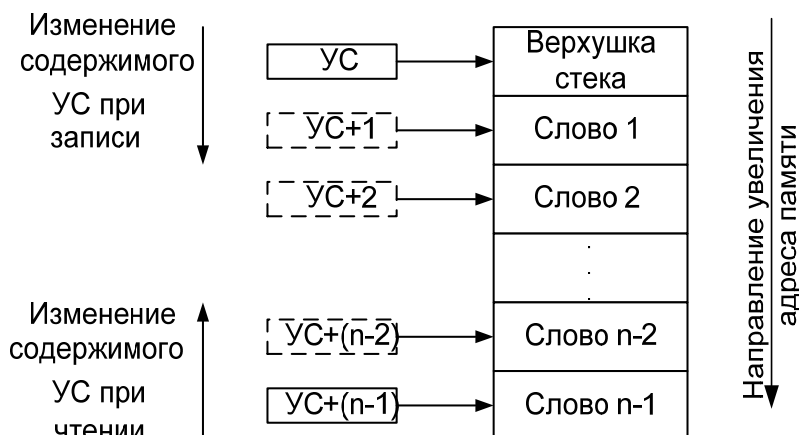 Изменение
содержимого
УС при
записи
УС
Верхушка
стека
УС+1
Слово 1
УС+2
Слово 2
Изменение
содержимого
УС при
чтении
УС+(n-2)
Слово n-2
УС+(n-1)
Слово n-1
Направление увеличения
адреса памяти